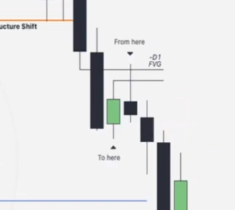 ucture Shift
From here
-D1
FVG
To here